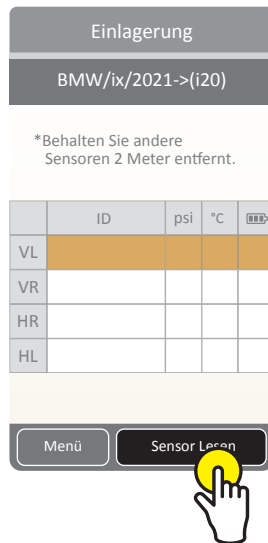 Einlagerung
BMW/ix/2021->(i20)
*Behalten Sie andere
Sensoren 2 Meter entfernt.
ID psi °C
VL
VR
HR
HL
Menü Sensor Lesen